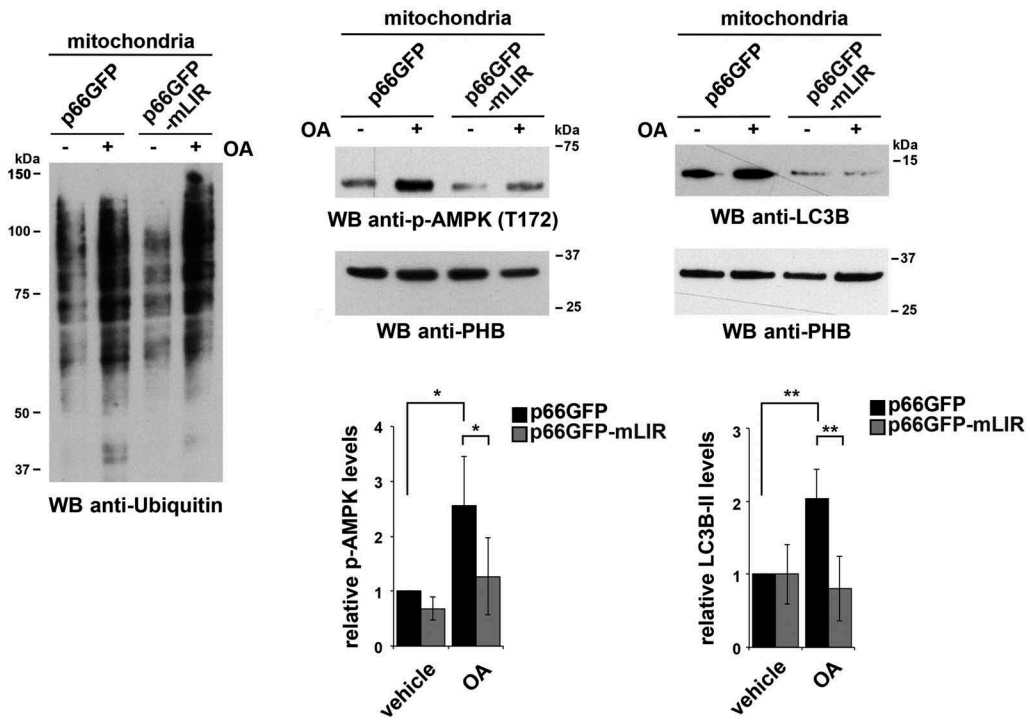 mitochondria
p66GFP
p66GFP
-mLIR
- + - + OA
kDa
150 –
100 –
75 –
50 –
37 –
WB anti-Ubiquitin
mitochondria
p66GFP
p66GFP
-mLIR
OA - + - +
kDa
–75
WB anti-p-AMPK (T172)
–37
– 25
WB anti-PHB
mitochondria
p66GFP
p66GFP
-mLIR
OA - + - +
kDa
–15
WB anti-LC3B
–37
– 25
WB anti-PHB
relative p-AMPK levels
4
3
2
1
0
*
*
p66GFP
p66GFP-mLIR
vehicle
OA
relative LC3B-II levels
3
2
1
0
**
**
p66GFP
p66GFP-mLIR
vehicle
OA